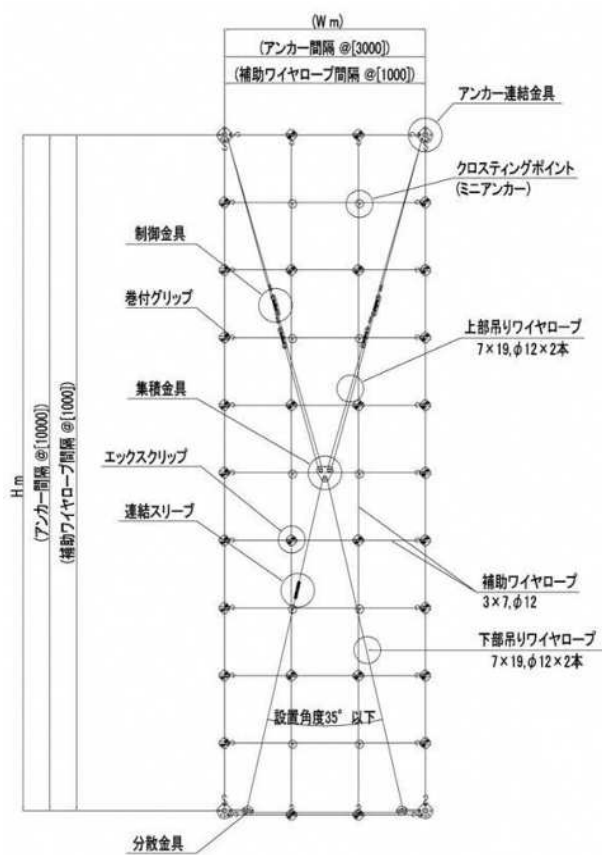 (W m)
(アンカー間隔 @[3000])
(補助ワイヤロープ間隔 @[1000])
アンカー連結金具
クロスティングポイント
(ミニアンカー)
制御金具
巻付グリップ
上部吊りワイヤロープ
7×19,φ12×2本
集積金具
エックスクリップ
連結スリーブ
H m
(アンカー間隔 @[10000])
(補助ワイヤロープ間隔 @[1000])
補助ワイヤロープ
3×7,φ12
下部吊りワイヤロープ
7×19,φ12×2本
設置角度35°以下
分散金具